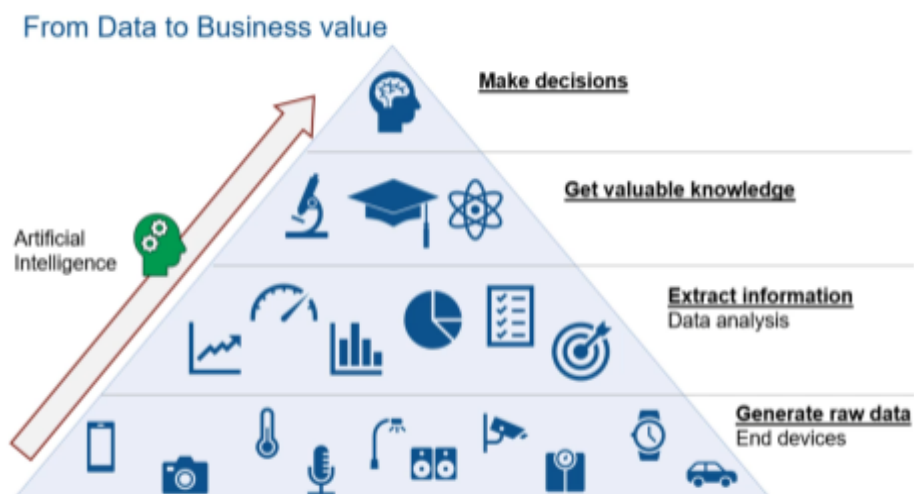 From Data to Business value
Make decisions
Get valuable knowledge
Artificial
Intelligence
Extract information
Data analysis
Generate raw data
End devices